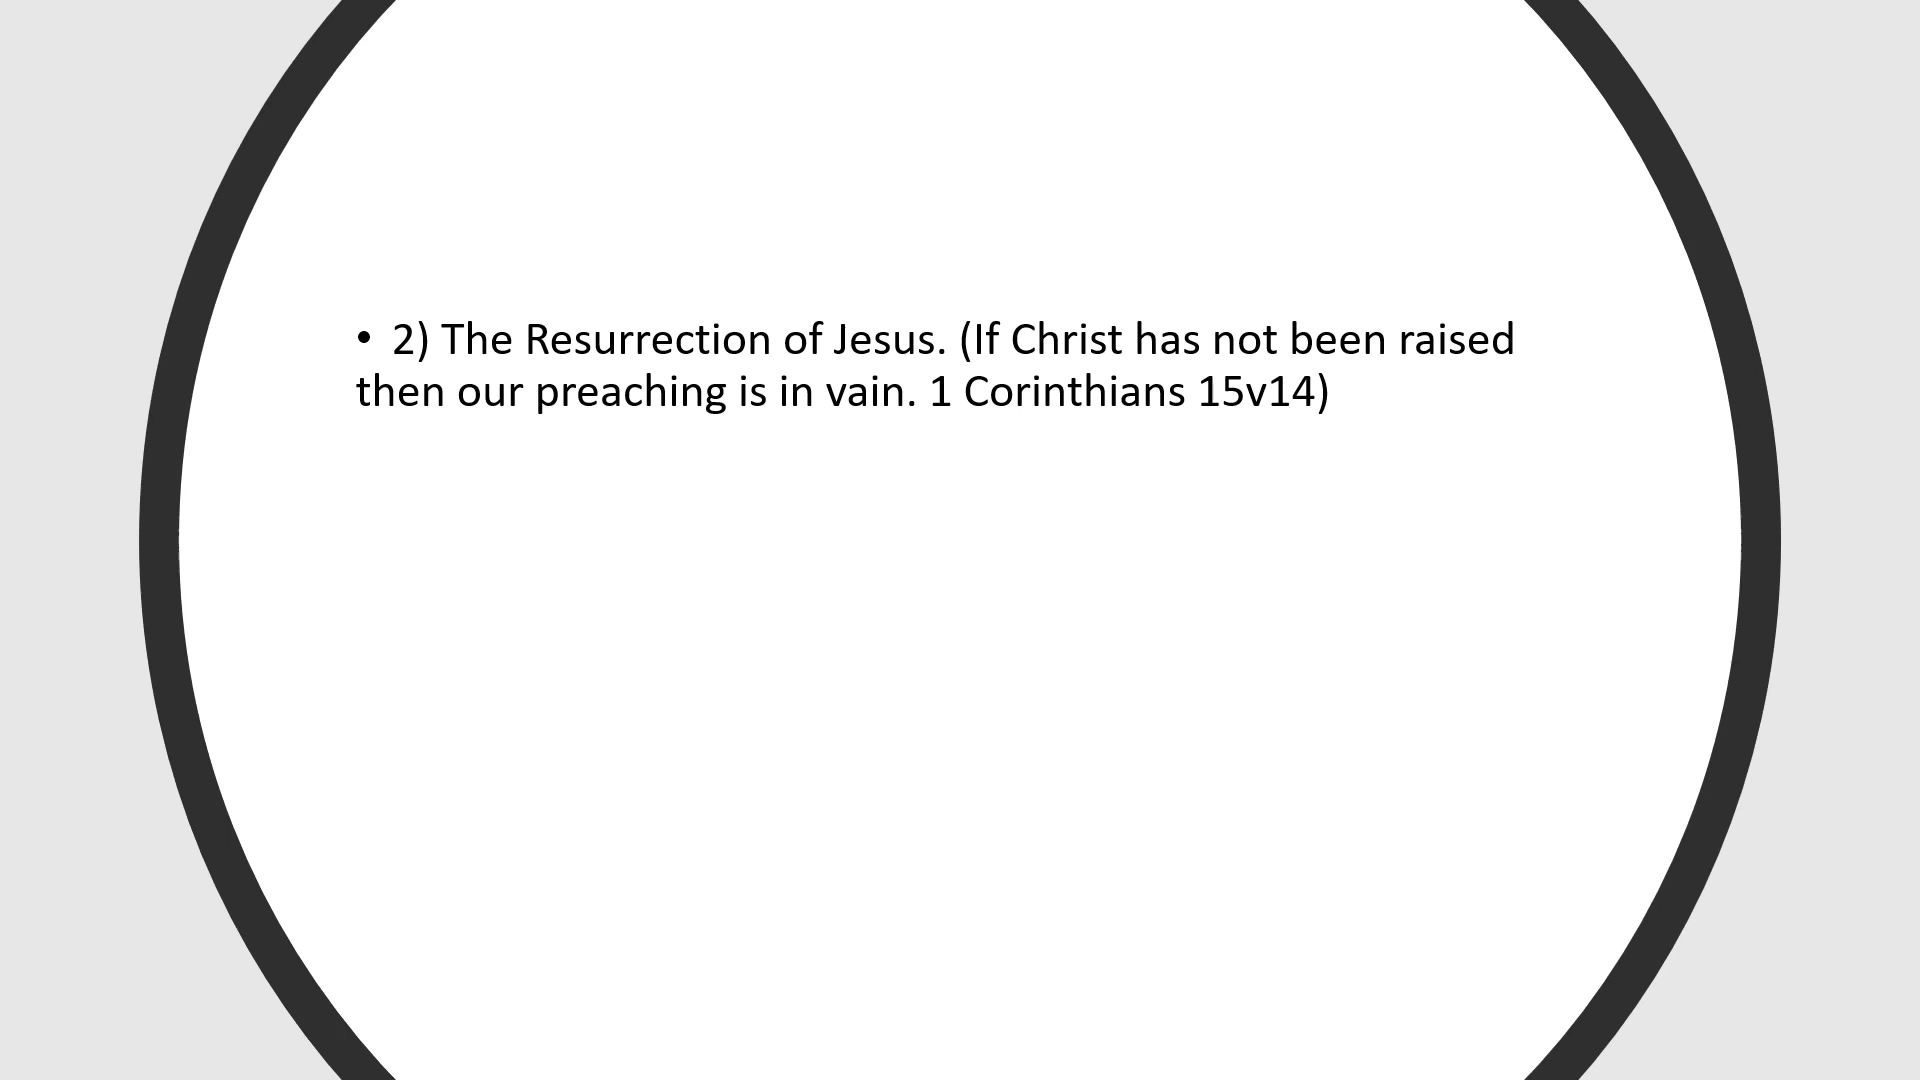 • 2) The Resurrection of Jesus. (If Christ has not been raised
then our preaching is in vain. 1 Corinthians 15v14)